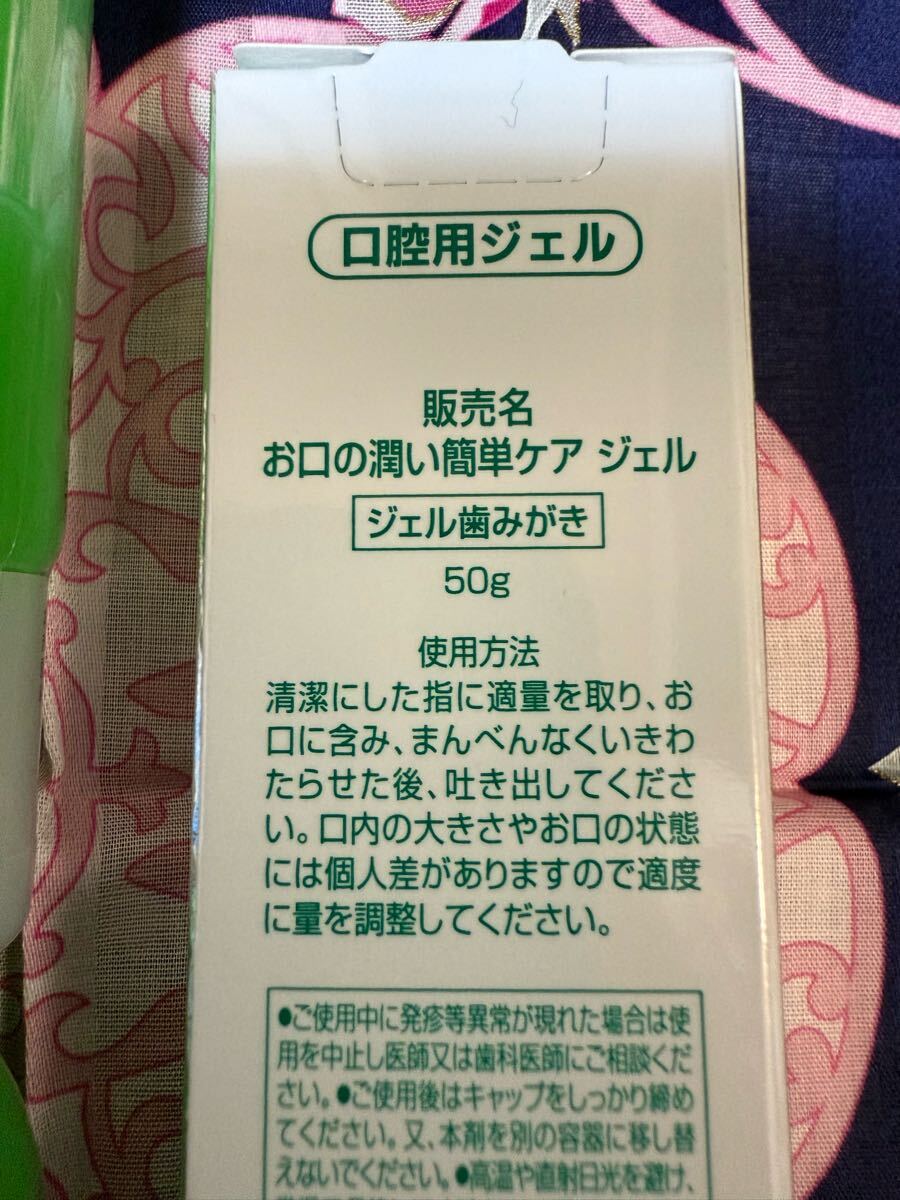 口腔用ジェル
販売名
お口の潤い簡単ケア ジェル
ジェル歯みがき
50g
使用方法
清潔にした指に適量を取り、お
口に含み、まんべんなくいきわ
たらせた後、吐き出してくださ
い。口内の大きさやお口の状態
には個人差がありますので適度
に量を調整してください。
●ご使用中に発疹等異常が現れた場合は使
用を中止し医師又は歯科医師にご相談くだ
さい。●ご使用後はキャップをしっかり締め
てください。又、本剤を別の容器に移し替
えないでください。●高温や直射日光を避け、